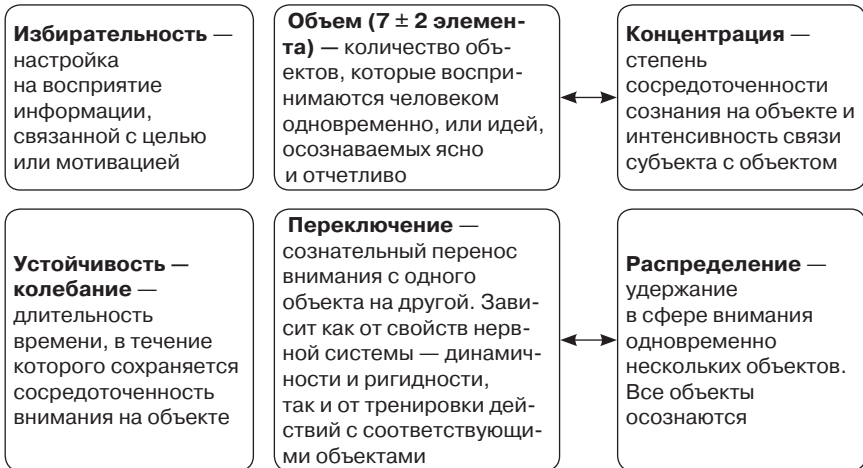 Избирательность —
настройка
на восприятие
информации,
связанной с целью
или мотивацией
Объем (7 ± 2 элемен-
та) — количество объ-
ектов, которые воспри-
нимаются человеком
одновременно, или идей,
осознаваемых ясно
и отчетливо
Концентрация —
степень
сосредоточенности
сознания на объекте и
интенсивность связи
субъекта с объектом
Устойчивость —
колебание —
длительность
времени, в течение
которого сохраняется
сосредоточенность
внимания на объекте
Переключение —
сознательный перенос
внимания с одного
объекта на другой. Зави-
сит как от свойств нерв-
ной системы — динамич-
ности и ригидности,
так и от тренировки дей-
ствий с соответствующи-
ми объектами
Распределение —
удержание
в сфере внимания
одновременно
нескольких объектов.
Все объекты
осознаются